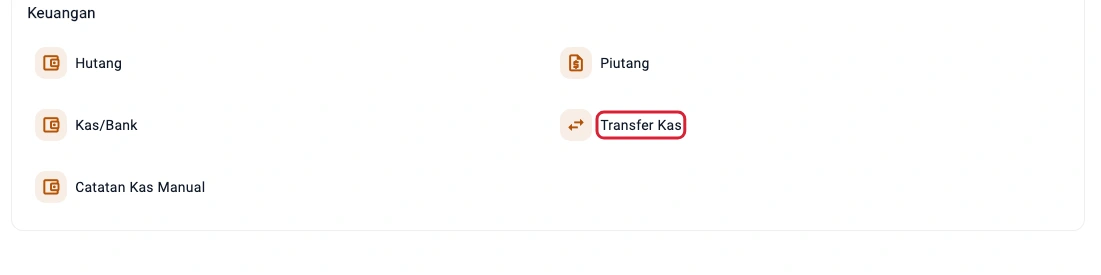 Keuangan
Hutang
Piutang
Kas/Bank
Transfer Kas
Catatan Kas Manual